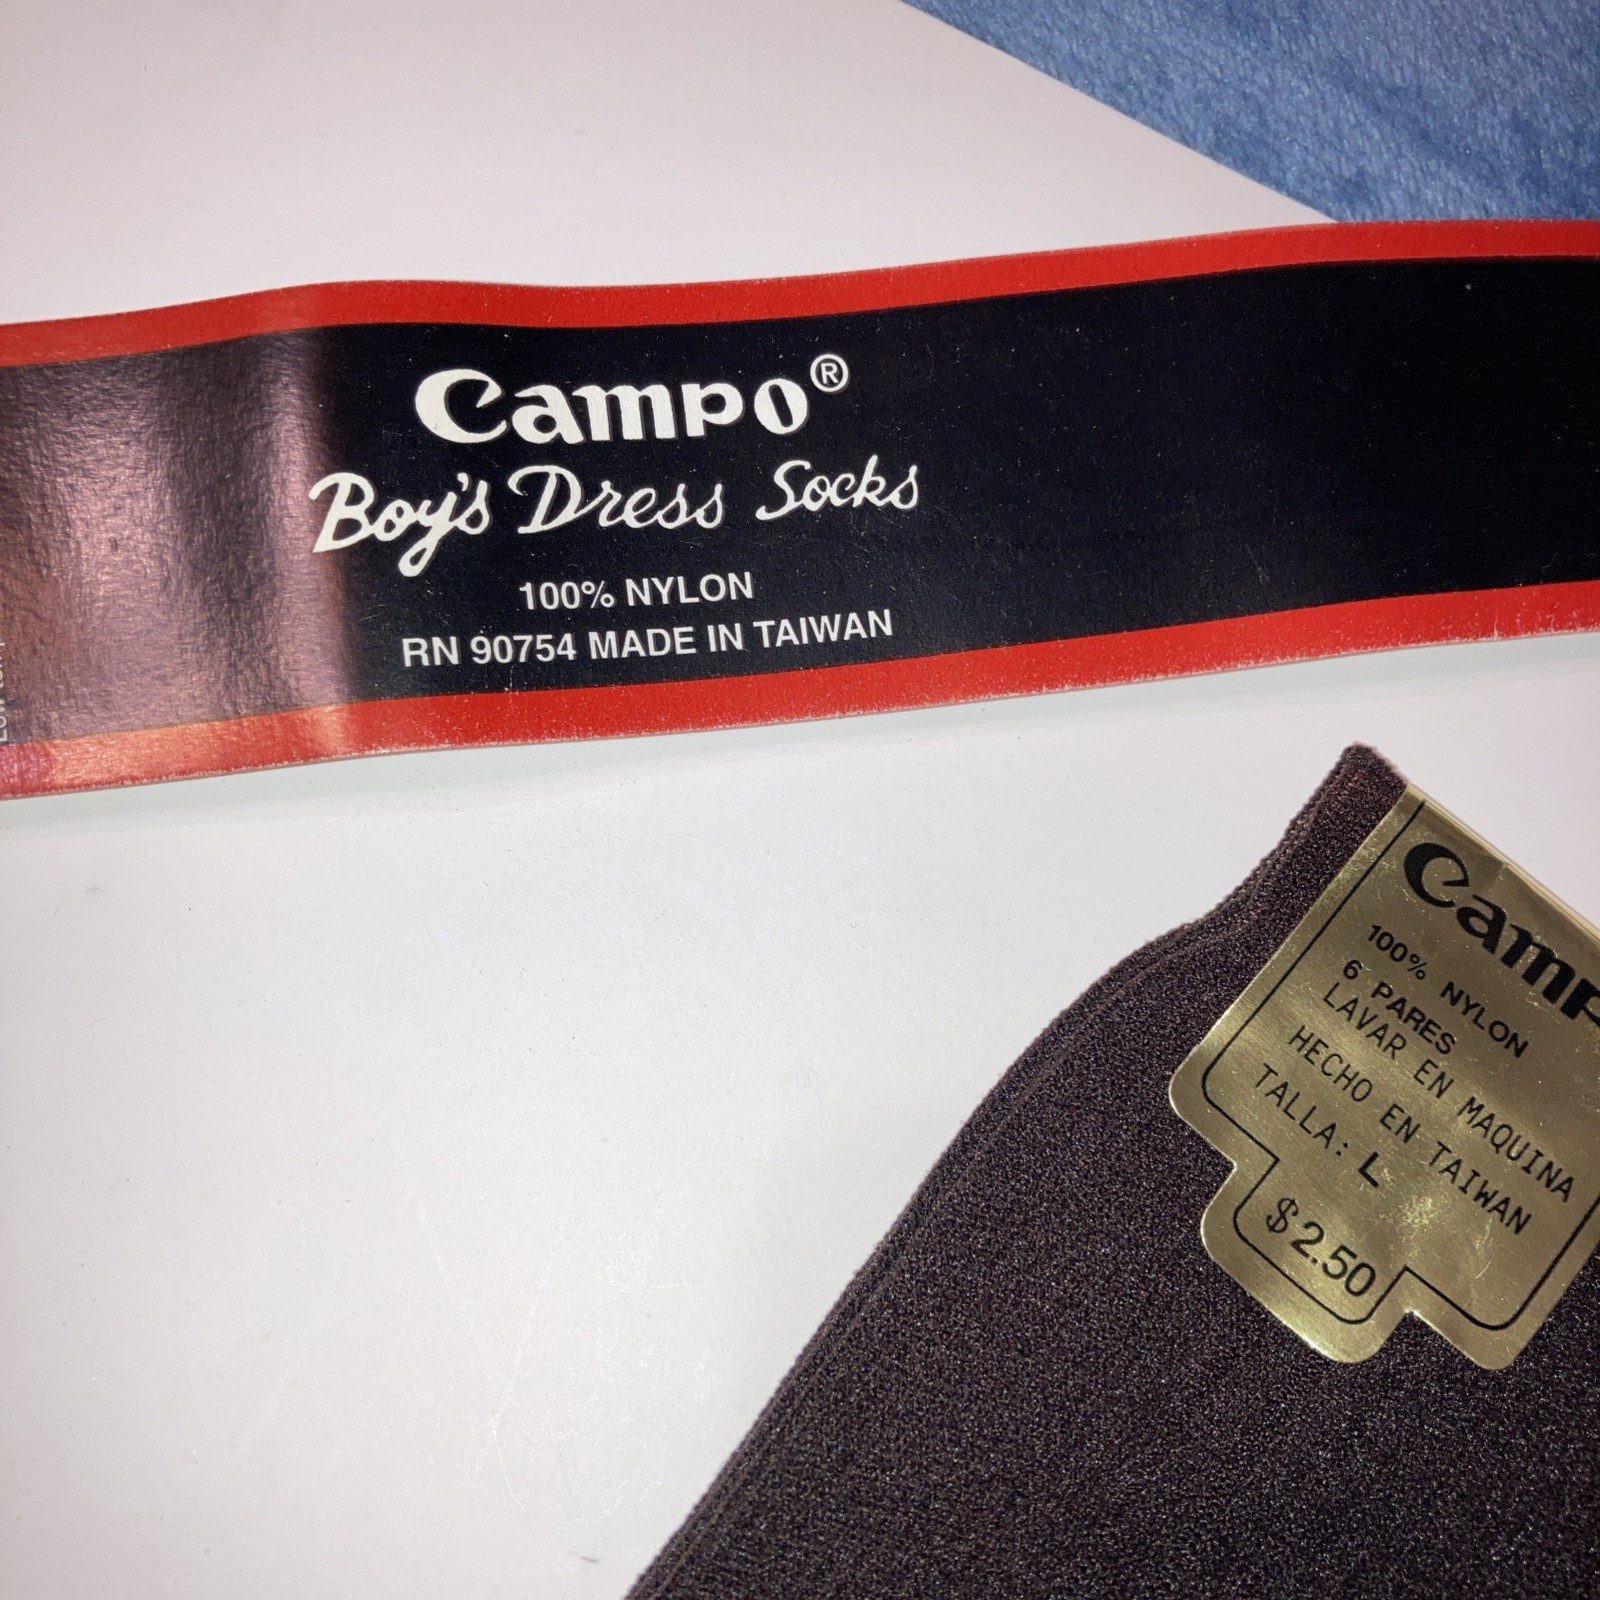 Campo®
Boy's Dress Socks
100% NYLON
RN 90754 MADE IN TAIWAN
Camp
100% NYLON
6 PARES
LAVAR EN MAQUINA
HECHO EN TAIWAN
TALLA: L
$2.50